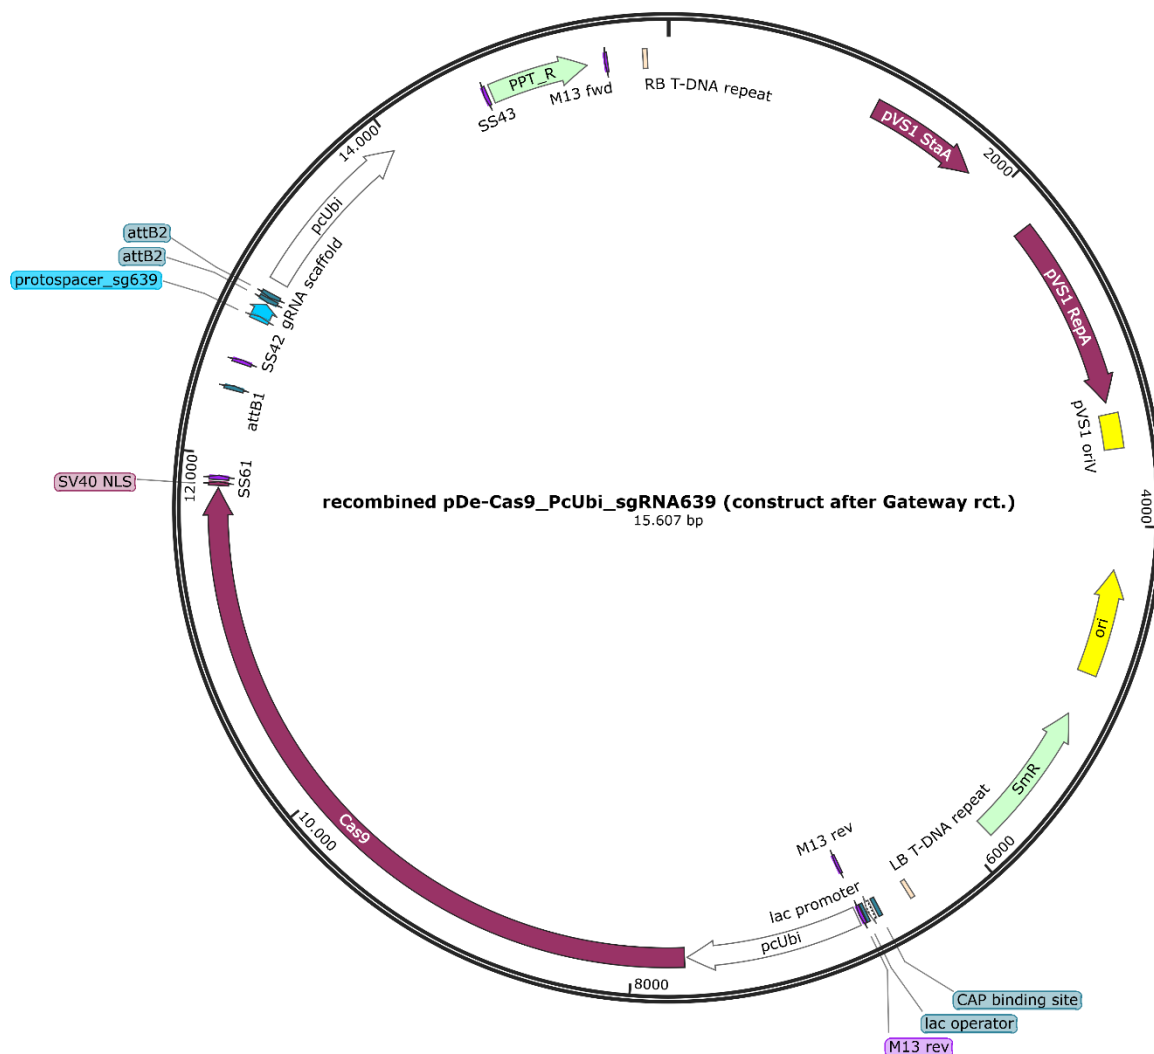 PPT_R
M13 fwd
RB T-DNA repeat
SS43
pVS1 StaA
2000
14.000
pcUbi
attB2
attB2
protospacer_sg639
gRNA scaffold
SS42
attB1
pVS1 RepA
pVS1 oriV
SV40 NLS
12.000
SS61
recombined pDe-Cas9_PcUbi_sgRNA639 (construct after Gateway rct.)
15.607 bp
4000
ori
SmR
6000
LB T-DNA repeat
M13 rev
lac promoter
10.000
Cas9
pcUbi
8000
CAP binding site
lac operator
M13 rev